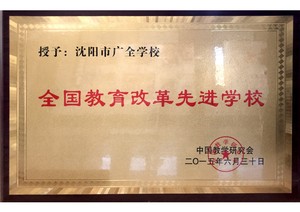 授予：沈阳市广全学校
全国教育改革先进学校
中国教学研究会
二〇一五年六月三十日